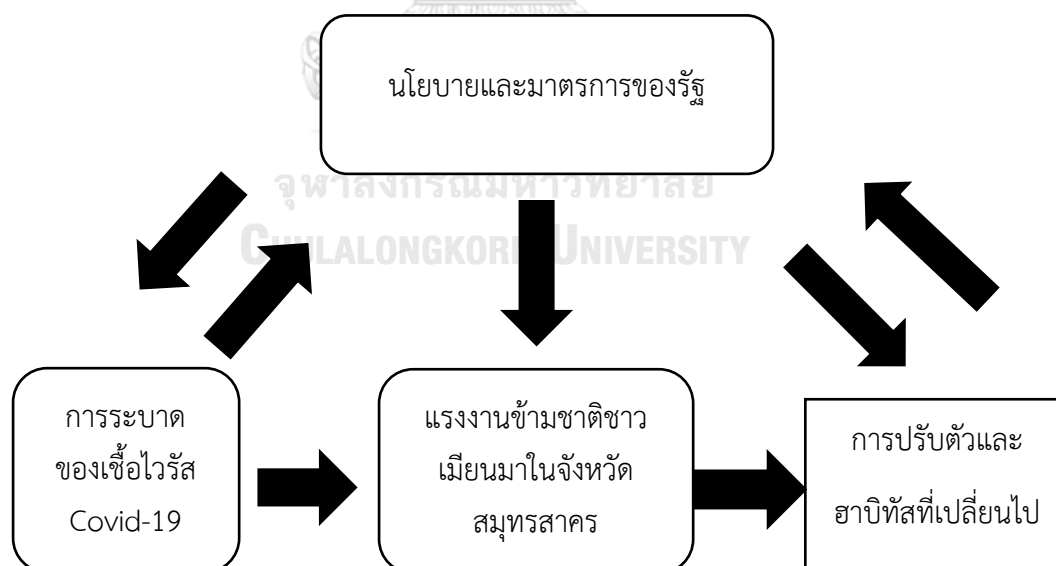 นโยบายและมาตรการของรัฐ
จุฬาลงกรณ์มหาวิทยาลัย
CHULALONGKORN UNIVERSITY
การระบาด
ของเชื้อไวรัส
Covid-19
แรงงานข้ามชาติชาว
เมียนมาในจังหวัด
สมุทรสาคร
การปรับตัวและ
ฮาบิทัสที่เปลี่ยนไป